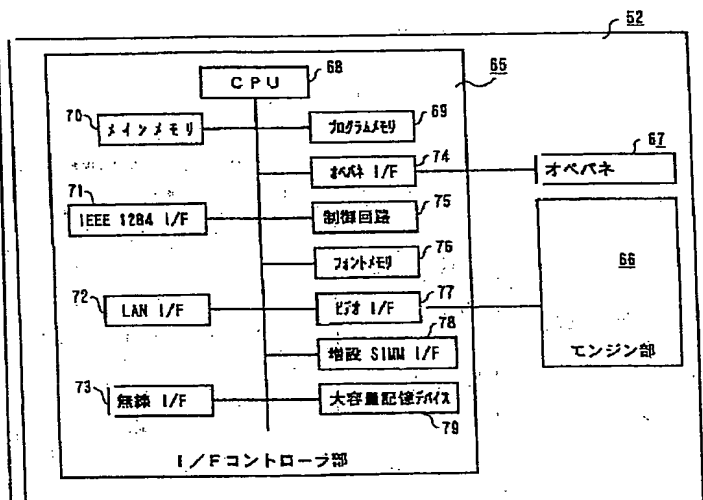 52
CPU
68
65
70
メインメモリ
プログラムメモリ
69
オペパネ I/F
74
オペパネ
67
71
IEEE 1284 I/F
制御回路
75
フォントメモリ
76
66
72
LAN I/F
ビデオ I/F
77
増設 SIMM I/F
78
エンジン部
73
無線 I/F
大容量記憶デバイス
79
I/Fコントローラ部